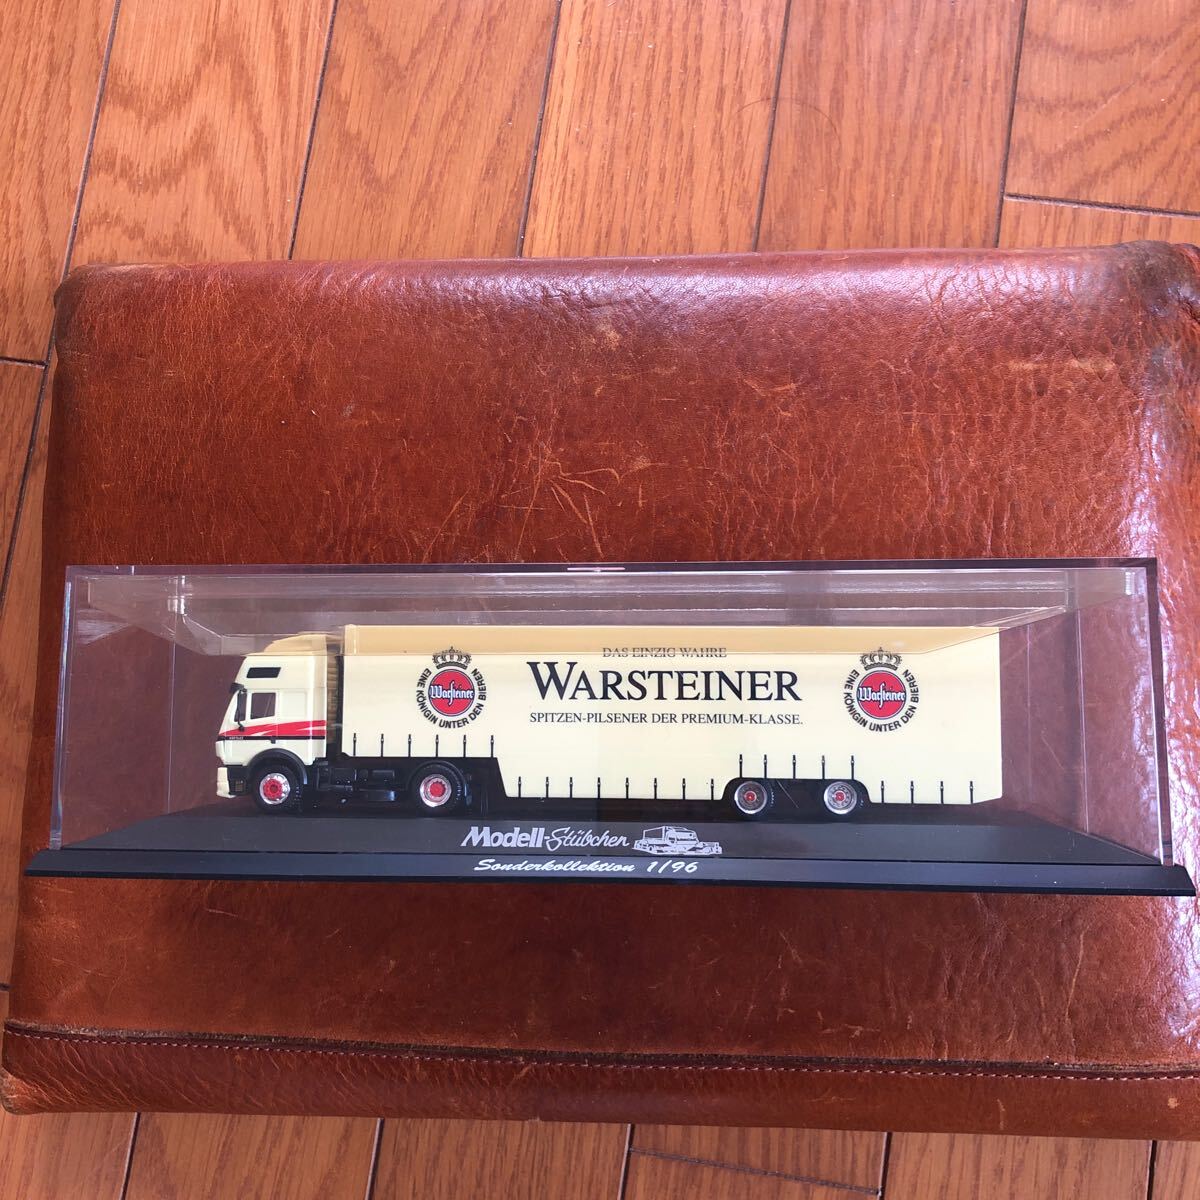 DAS EINZIG WAHRE
WARSTEINER
SPITZEN-PILSENER DER PREMIUM-KLASSE.
Warsteiner
EINE KÖNIGIN UNTER DEN BIEREN
Warsteiner
EINE KÖNIGIN UNTER DEN BIEREN
Modell-Stübchen
Sonderkollektion 1/96